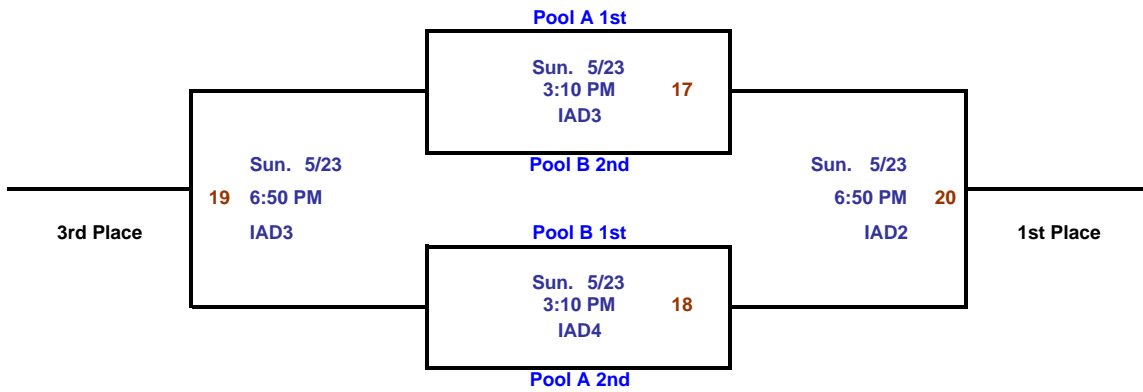 Pool A 1st
Sun. 5/23
3:10 PM 17
IAD3
Pool B 2nd
Sun. 5/23
19 6:50 PM
IAD3
3rd Place
Sun. 5/23
6:50 PM 20
IAD2
1st Place
Pool B 1st
Sun. 5/23
3:10 PM 18
IAD4
Pool A 2nd